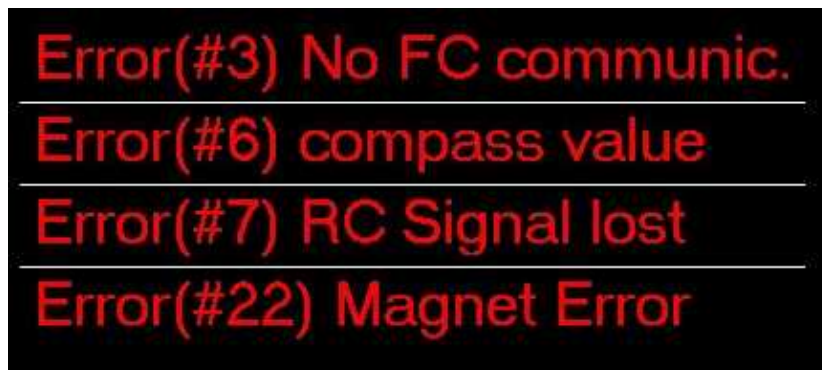 Error(#3) No FC communic.
Error(#6) compass value
Error(#7) RC Signal lost
Error(#22) Magnet Error